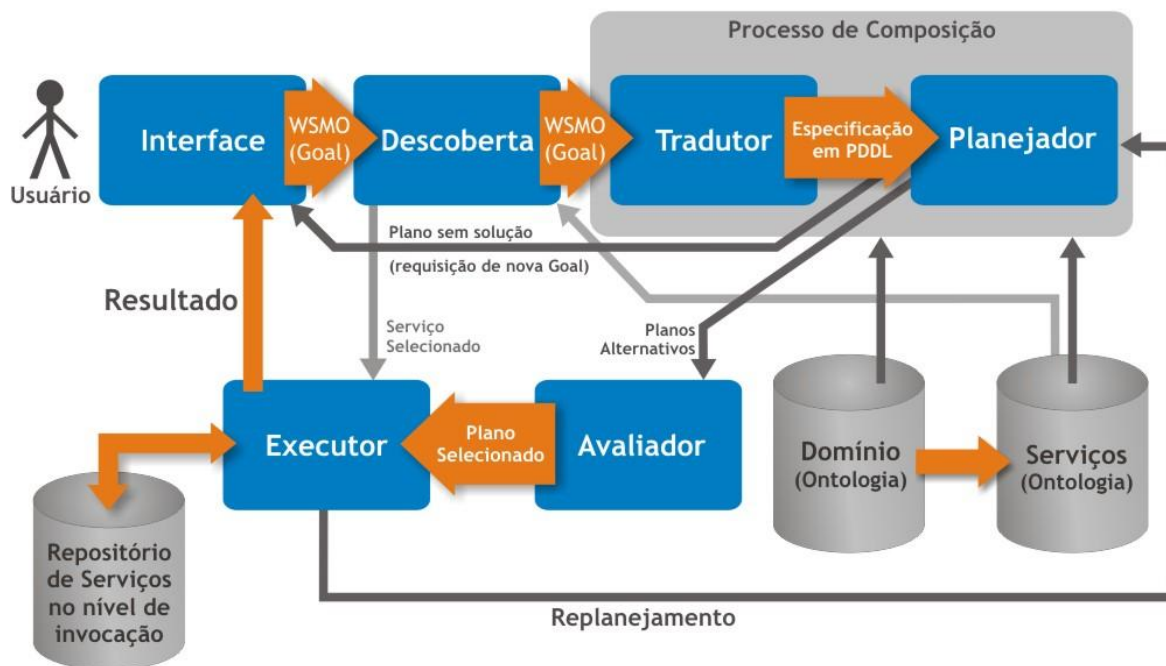 Processo de Composição
Usuário
Interface
WSMO
(Goal)
Descoberta
WSMO
(Goal)
Tradutor
Especificação
em PDDL
Planejador
Plano sem solução
(requisição de nova Goal)
Resultado
Serviço
Selecionado
Planos
Alternativos
Executor
Plano
Selecionado
Avaliador
Domínio
(Ontologia)
Serviços
(Ontologia)
Repositório
de Serviços
no nível de
invocação
Replanejamento